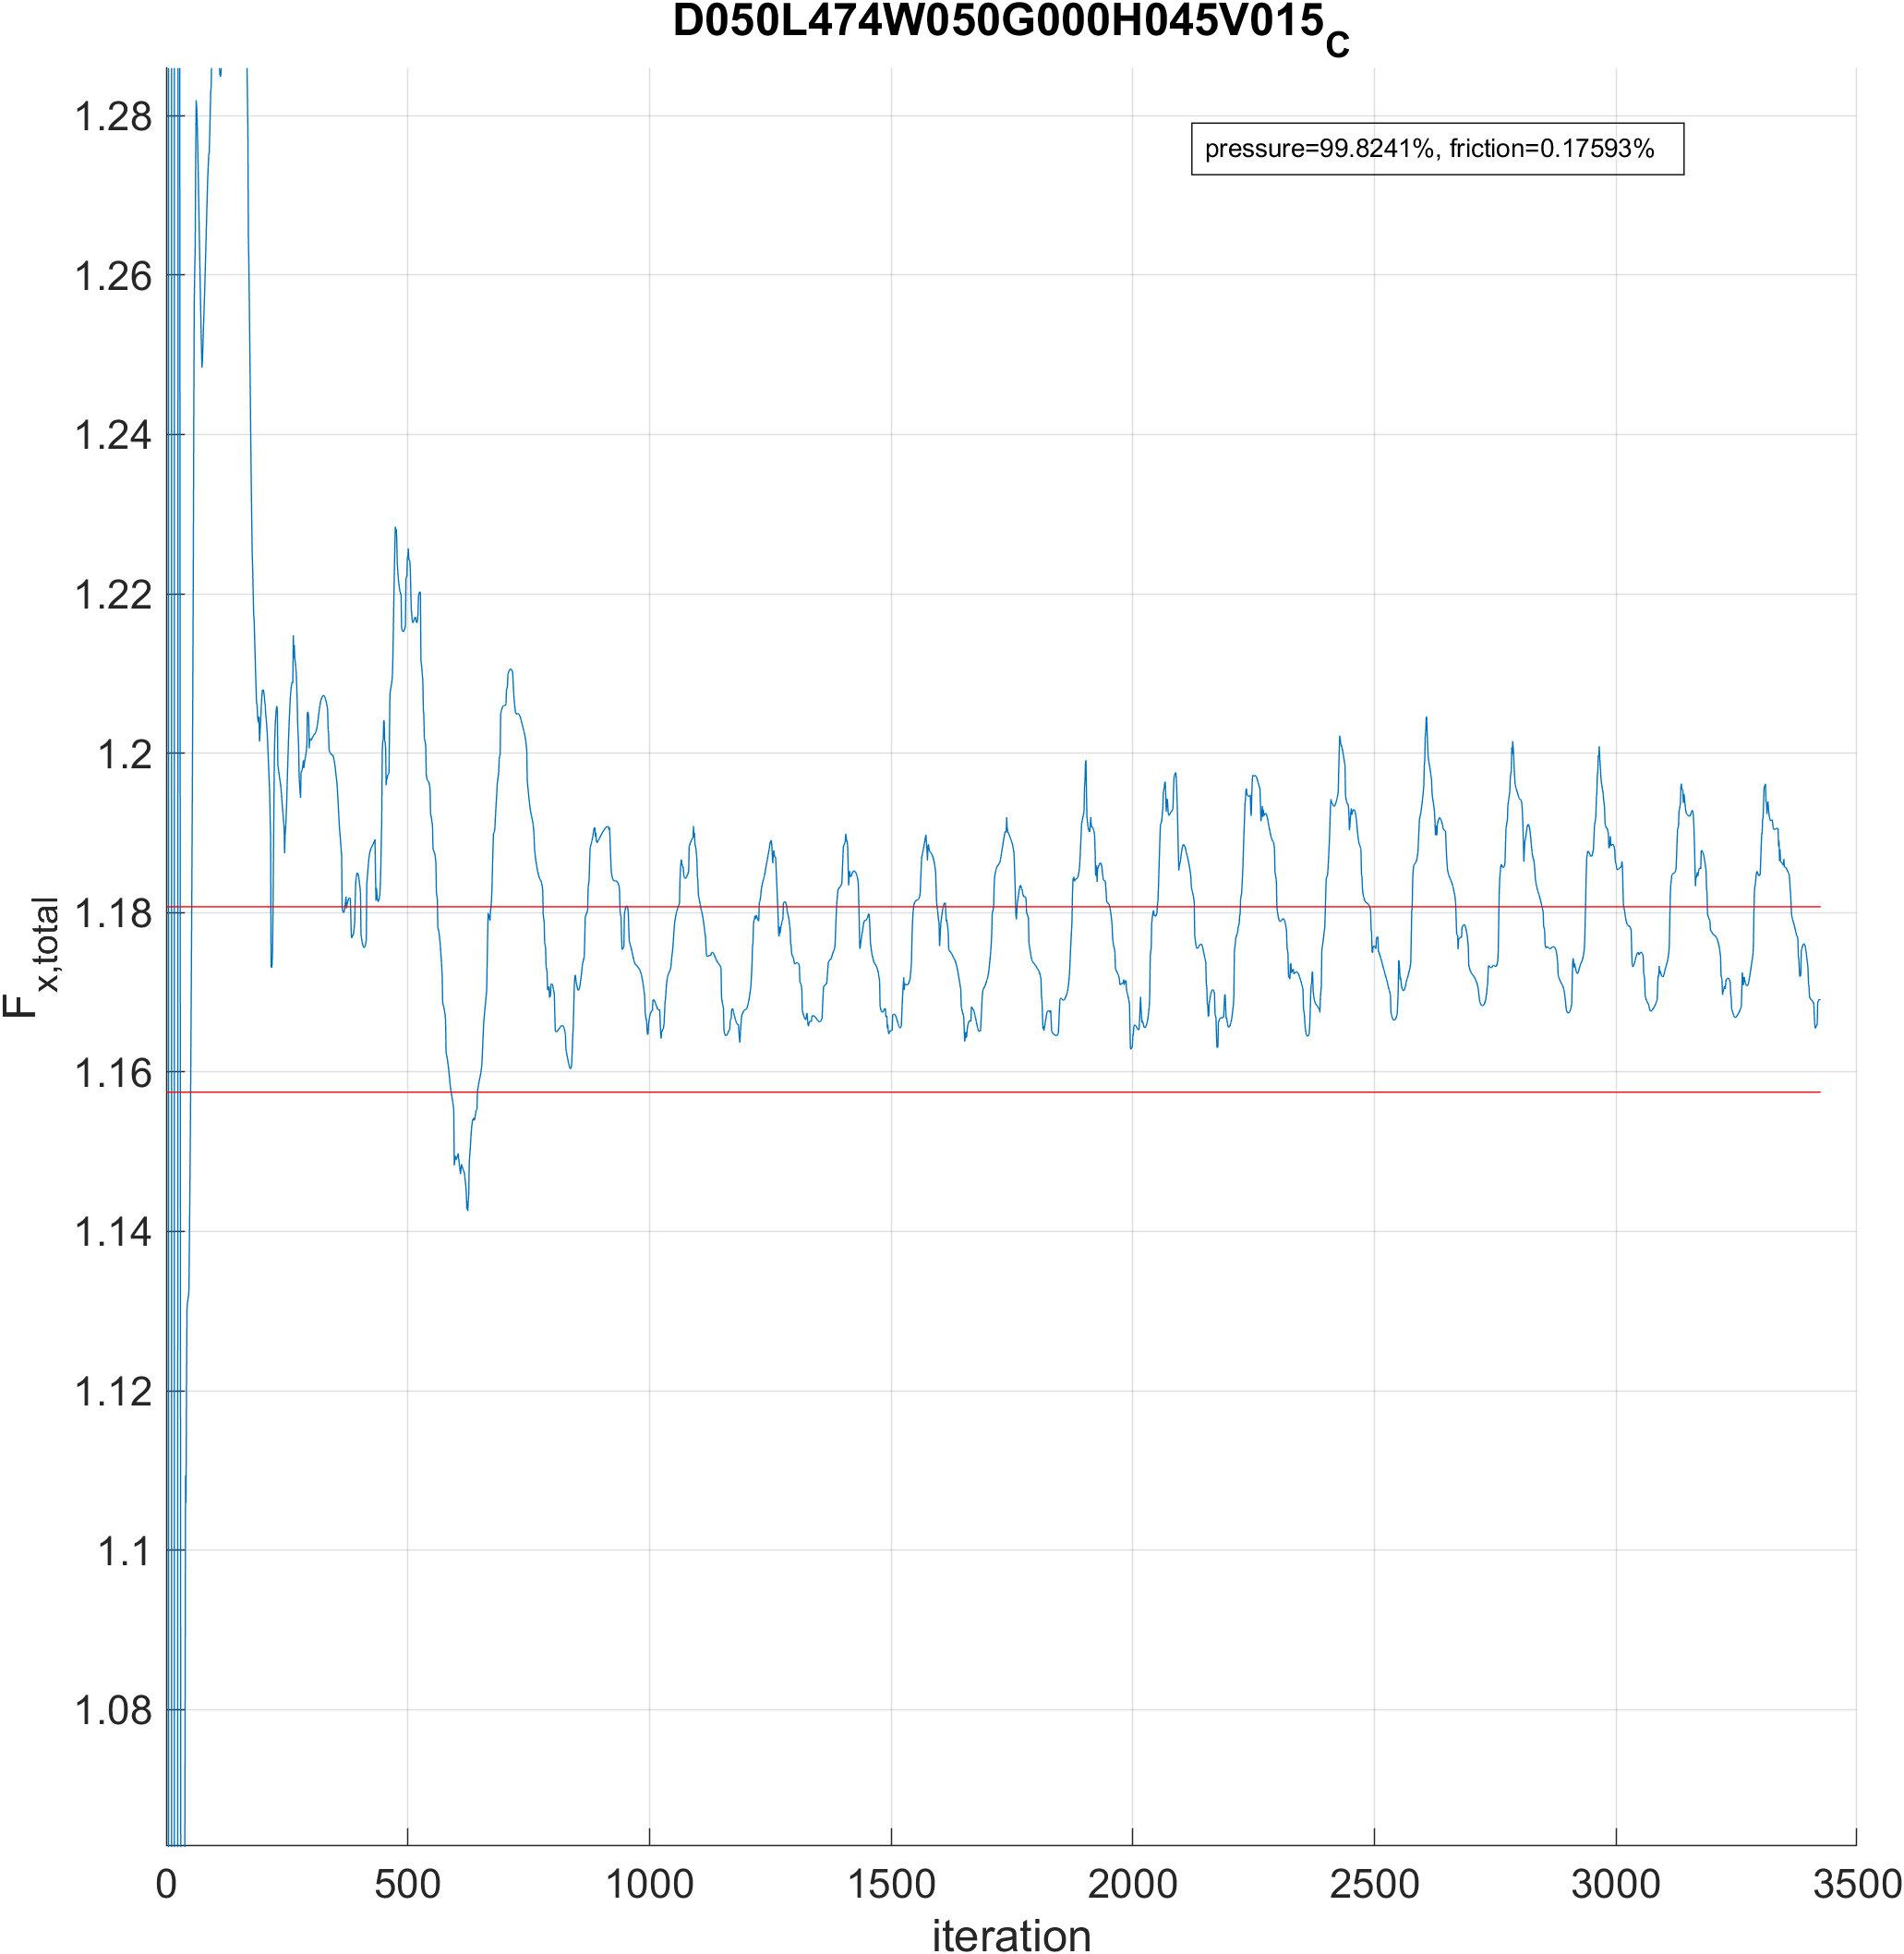 D050L474W050G000H045V015C
pressure=99.8241%, friction=0.17593%
1.28
1.26
1.24
1.22
1.2
1.18
1.16
1.14
1.12
1.1
1.08
Fx,total
0 500 1000 1500 2000 2500 3000 3500
iteration